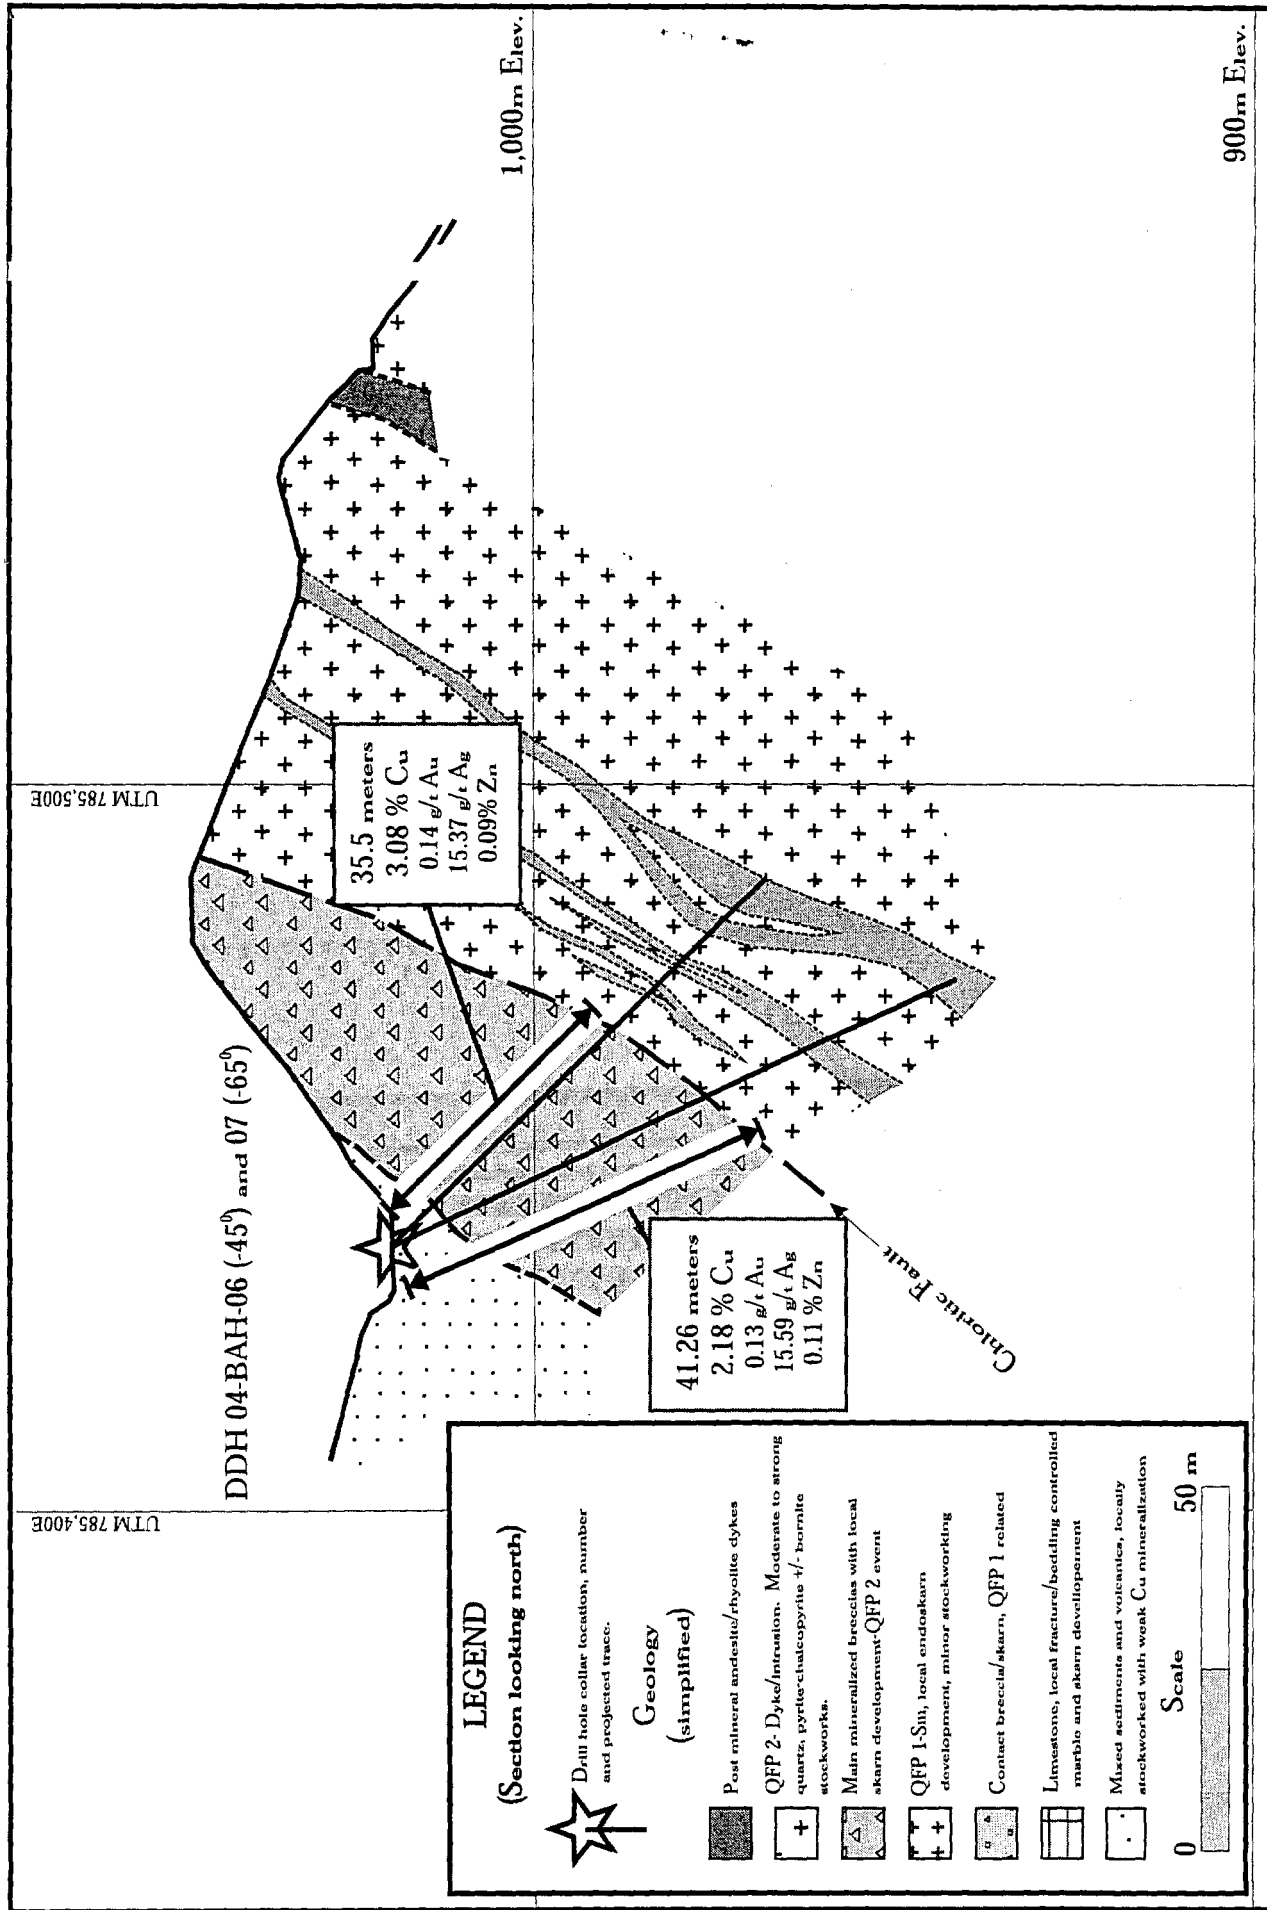 DDH 04-BAH-06 (-45⁰) and 07 (-65⁰)
UTM 785,400E
UTM 785,500E
1,000m Elev.
900m Elev.
35.5 meters
3.08 % Cu
0.14 g/t Au
15.37 g/t Ag
0.09% Zn
41.26 meters
2.18 % Cu
0.13 g/t Au
15.59 g/t Ag
0.11 % Zn
Chloritic Fault
LEGEND
(Section looking north)
Drill hole collar location, number
and projected trace.
Geology
(simplified)
Post mineral andesite/rhyolite dykes
QFP 2- Dyke/intrusion. Moderate to strong
quartz, pyrite-chalcopyrite +/- bornite
stockworks.
Main mineralized breccias with local
skarn development-QFP 2 event
QFP 1-Sm, local endoskarn
development, minor stockworking
Contact breccia/skarn, QFP 1 related
Limestone, local fracture/bedding controlled
marble and skarn developement
Mixed sediments and volcanics, locally
stockworked with weak Cu mineralization
Scale
0 50 m